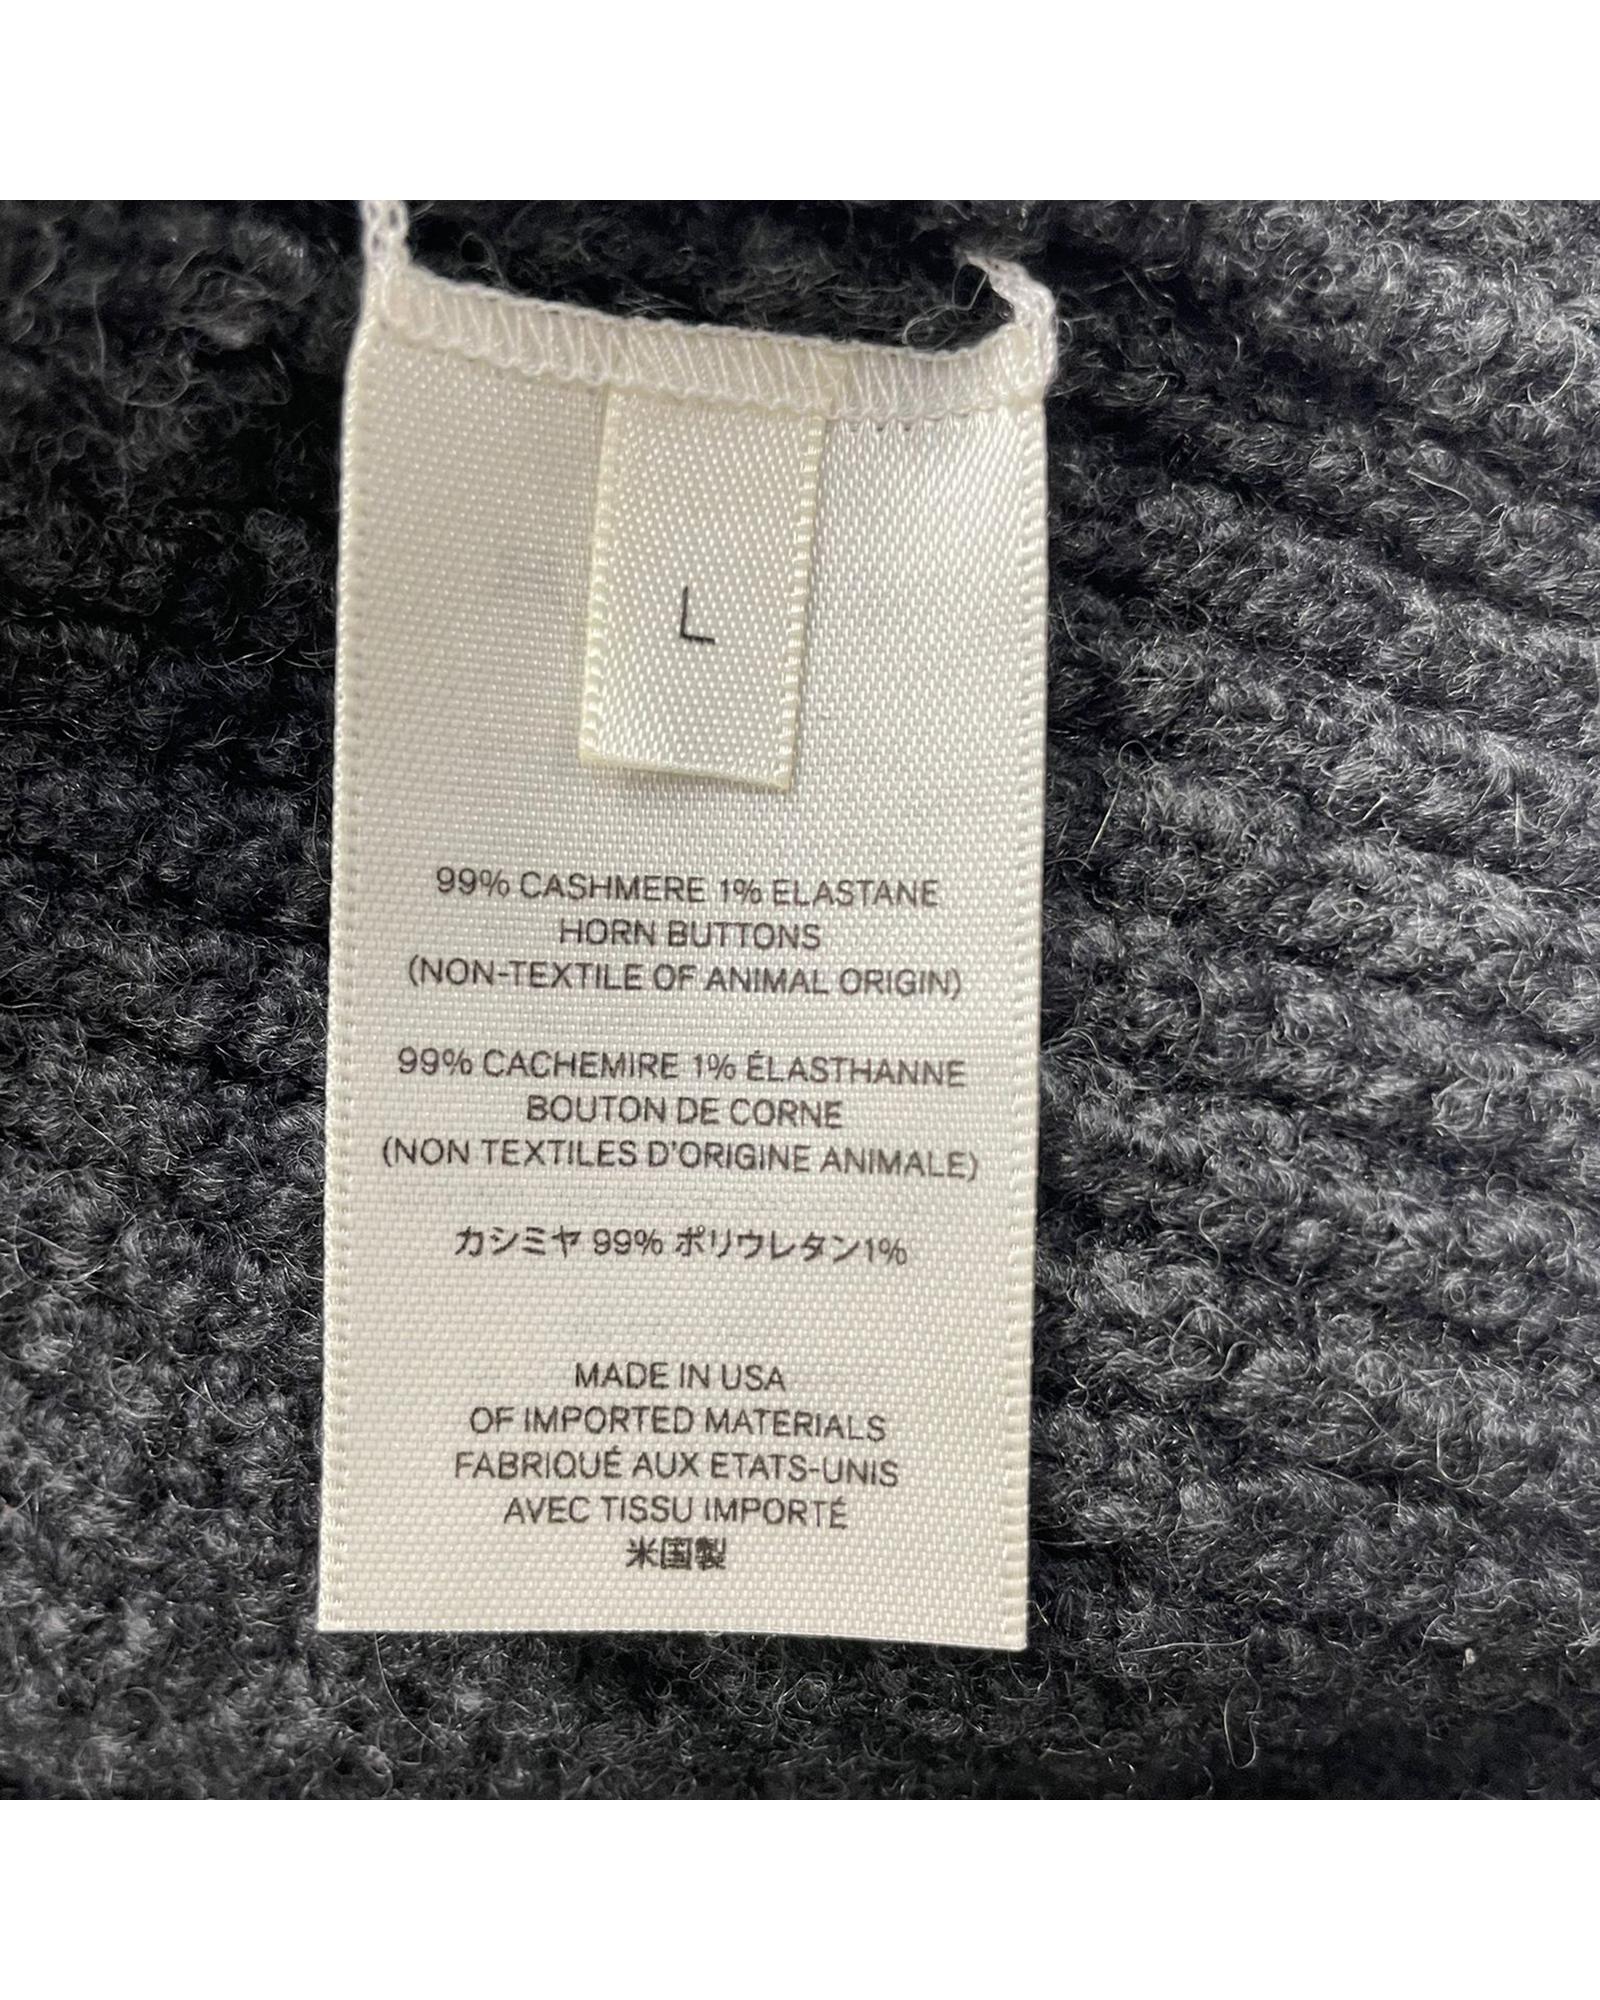 L
99% CASHMERE 1% ELASTANE
HORN BUTTONS
(NON-TEXTILE OF ANIMAL ORIGIN)
99% CACHEMIRE 1% ÉLASTHANNE
BOUTON DE CORNE
(NON TEXTILES D'ORIGINE ANIMALE)
カシミヤ 99% ポリウレタン1%
MADE IN USA
OF IMPORTED MATERIALS
FABRIQUÉ AUX ETATS-UNIS
AVEC TISSU IMPORTÉ
米国製